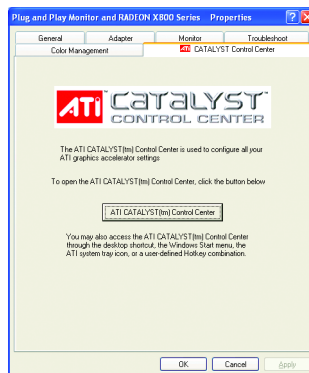 Plug and Play Monitor and RADEON X800 Series Properties
General Adapter Monitor Troubleshoot
Color Management ATI CATALYST Control Center
ATI CATALYST™
CONTROL CENTER
The ATI CATALYST(tm) Control Center is used to configure all your
ATI graphics accelerator settings
To open the ATI CATALYST(tm) Control Center, click the button below
ATI CATALYST(tm) Control Center
You may also access the ATI CATALYST(tm) Control Center
through the desktop shortcut, the Windows Start menu, the
ATI system tray icon, or a user-defined Hotkey combination.
OK Cancel Apply